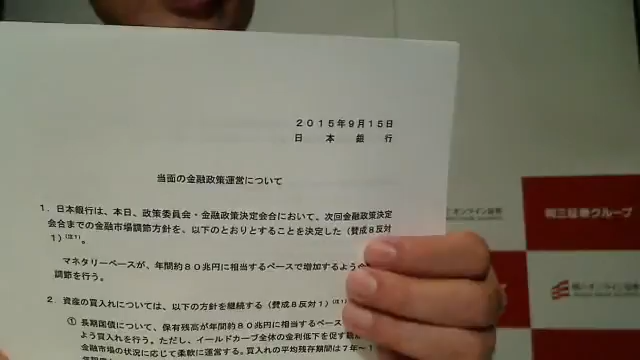 2015年9月15日
日 本 銀 行
当面の金融政策運営について
1．日本銀行は、本日、政策委員会・金融政策決定会合において、次回金融政策決定
会合までの金融市場調節方針を、以下のとおりとすることを決定した（賛成8反対
1）（注1）。
マネタリーベースが、年間約80兆円に相当するペースで増加するよう金
調節を行う。
2．資産の買入れについては、以下の方針を継続する（賛成8反対1）（注1）
① 長期国債について、保有残高が年間約80兆円に相当するペース
よう買入れを行う。ただし、イールドカーブ全体の金利低下を促す観
金融市場の状況に応じて柔軟に運営する。買入れの平均残存期間は7年～1
オンライン証券
岡三証券グループ